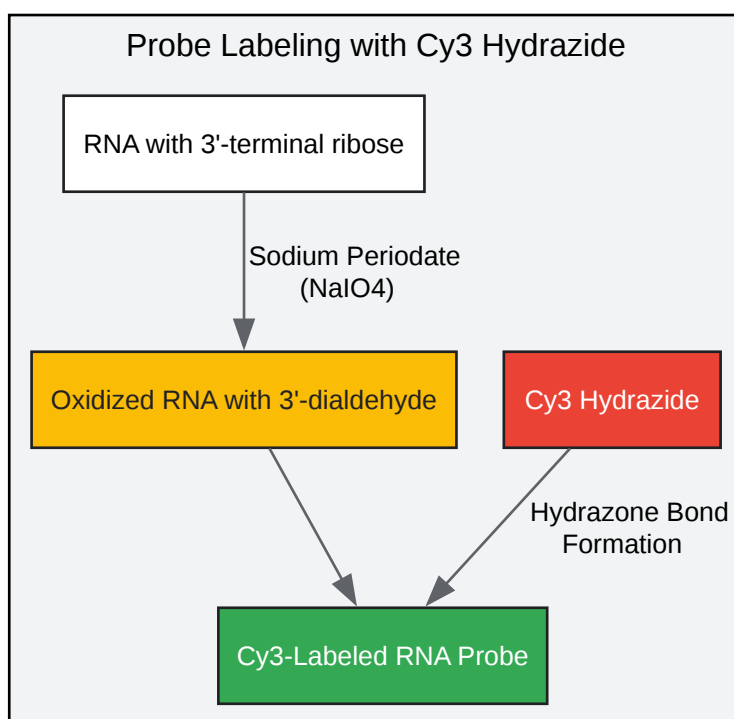 Probe Labeling with Cy3 Hydrazide
RNA with 3'-terminal ribose
Sodium Periodate
(NaIO4)
Oxidized RNA with 3'-dialdehyde
Cy3 Hydrazide
Hydrazone Bond
Formation
Cy3-Labeled RNA Probe